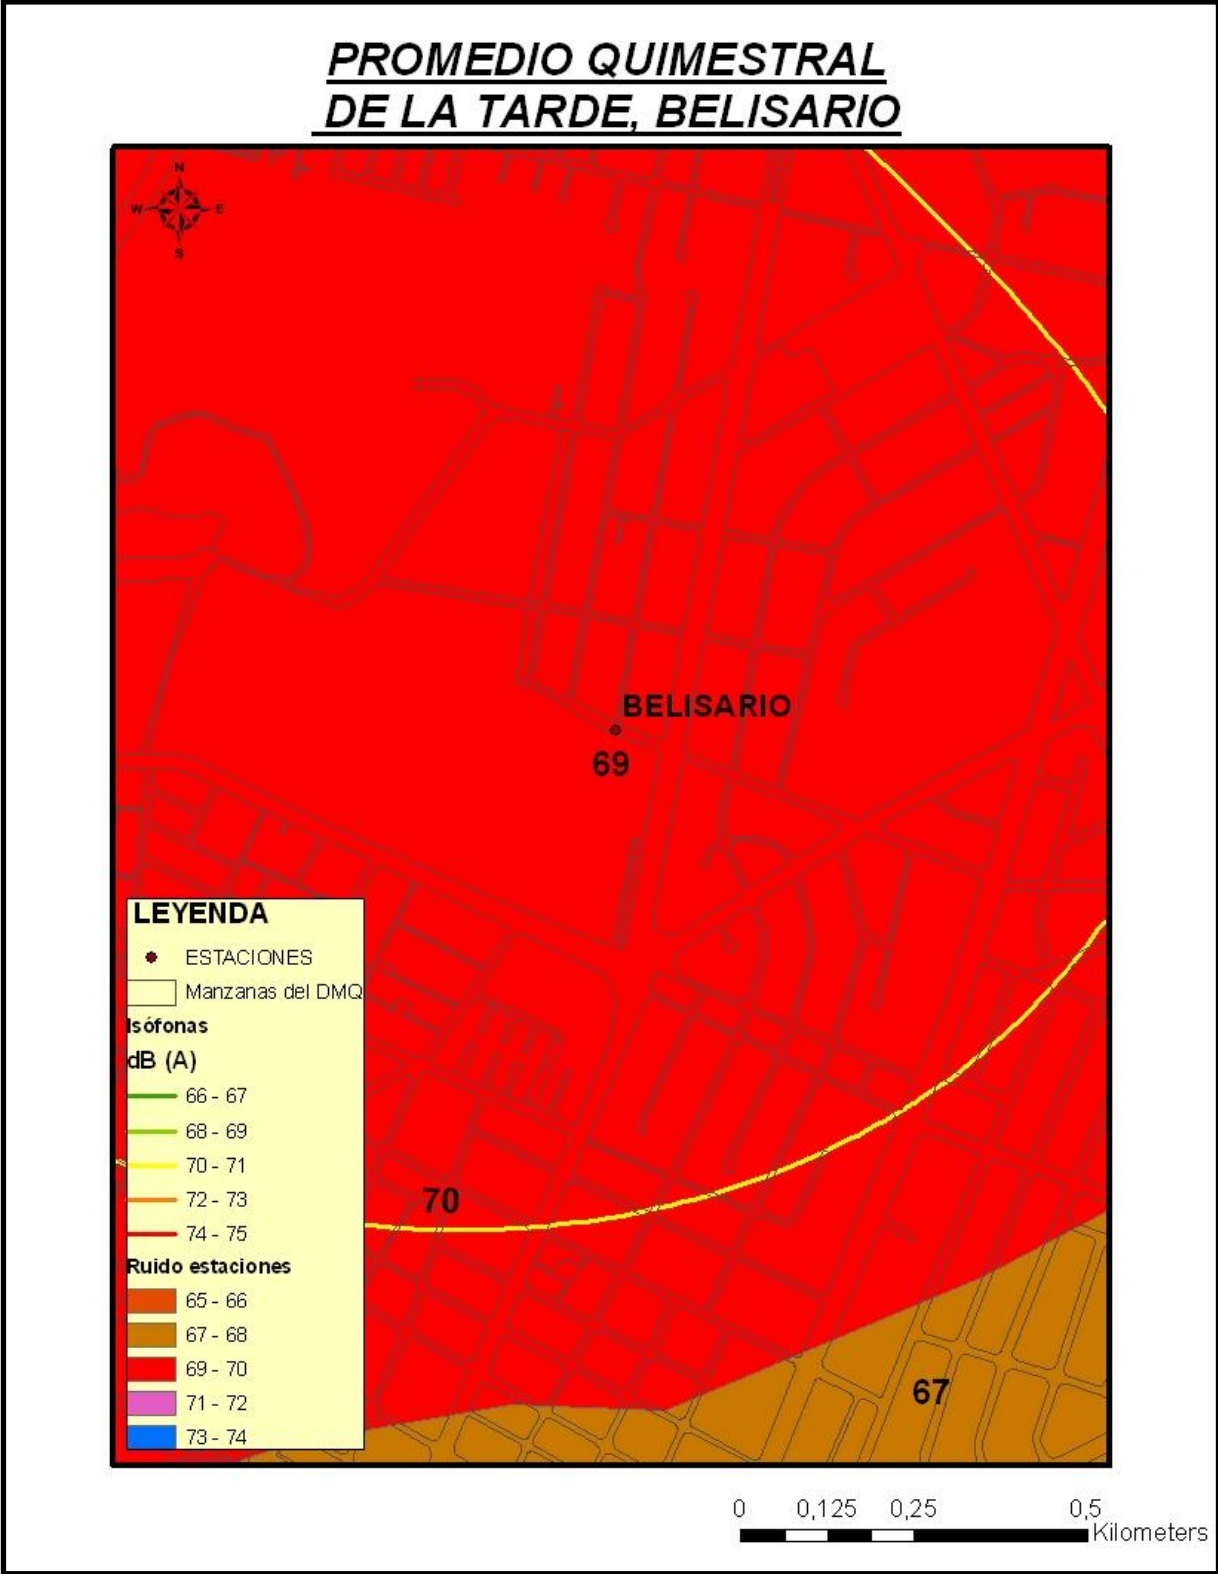 PROMEDIO QUIMESTRAL
DE LA TARDE, BELISARIO
N
W E
S
BELISARIO
69
70
67
LEYENDA
ESTACIONES
Manzanas del DMQ
Isófonas
dB (A)
66 - 67
68 - 69
70 - 71
72 - 73
74 - 75
Ruido estaciones
65 - 66
67 - 68
69 - 70
71 - 72
73 - 74
0 0,125 0,25 0,5
Kilometers